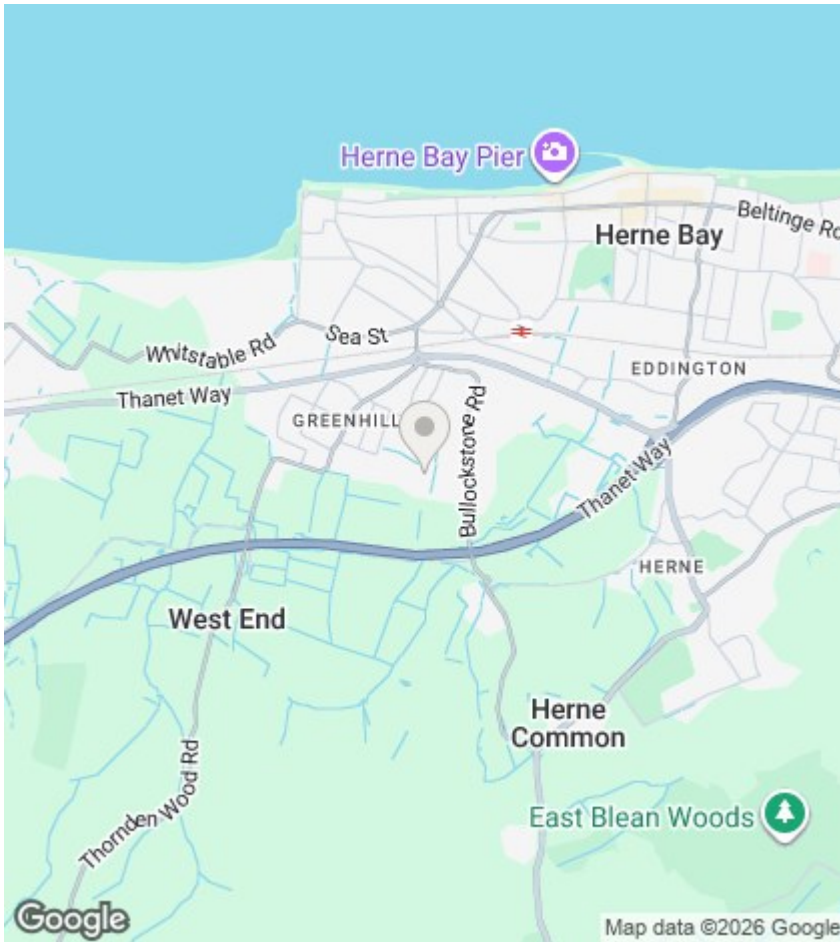 Herne Bay Pier
Beltinge Rd
Herne Bay
Whitstable Rd
Sea St
EDDINGTON
Thanet Way
GREENHILL
Bullockstone Rd
Thanet Way
HERNE
West End
Herne
Common
Thornden Wood Rd
East Blean Woods
Google
Map data ©2026 Google